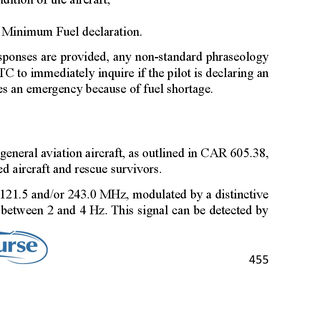 dition of the aircraft;
Minimum Fuel declaration.
sponses are provided, any non-standard phraseology
TC to immediately inquire if the pilot is declaring an
es an emergency because of fuel shortage.
general aviation aircraft, as outlined in CAR 605.38,
ed aircraft and rescue survivors.
121.5 and/or 243.0 MHz, modulated by a distinctive
between 2 and 4 Hz. This signal can be detected by
urse
455